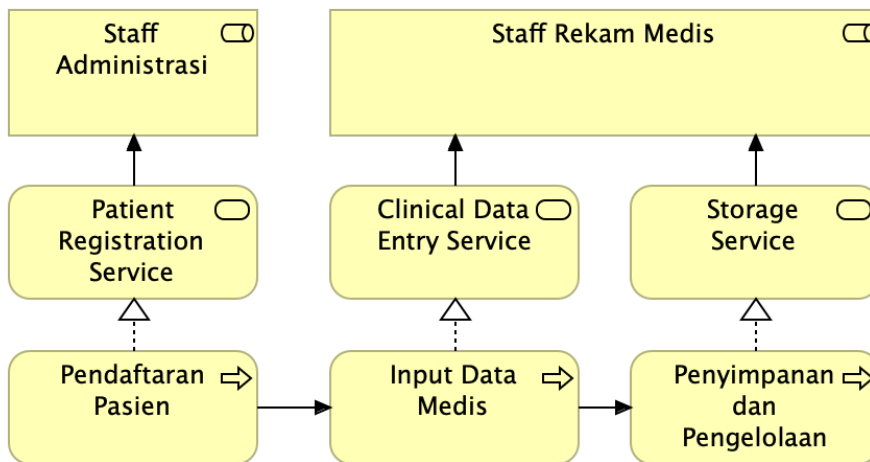 Staff
Administrasi
Staff Rekam Medis
Patient
Registration
Service
Clinical Data
Entry Service
Storage
Service
Pendaftaran
Pasien
Input Data
Medis
Penyimpanan
dan
Pengelolaan